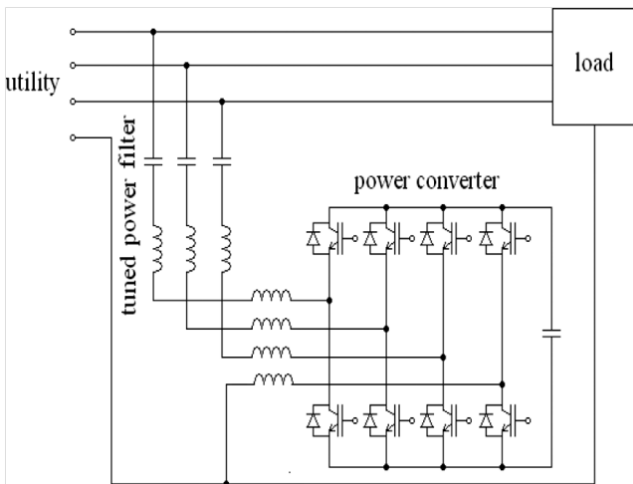 utility
load
tuned power filter
power converter